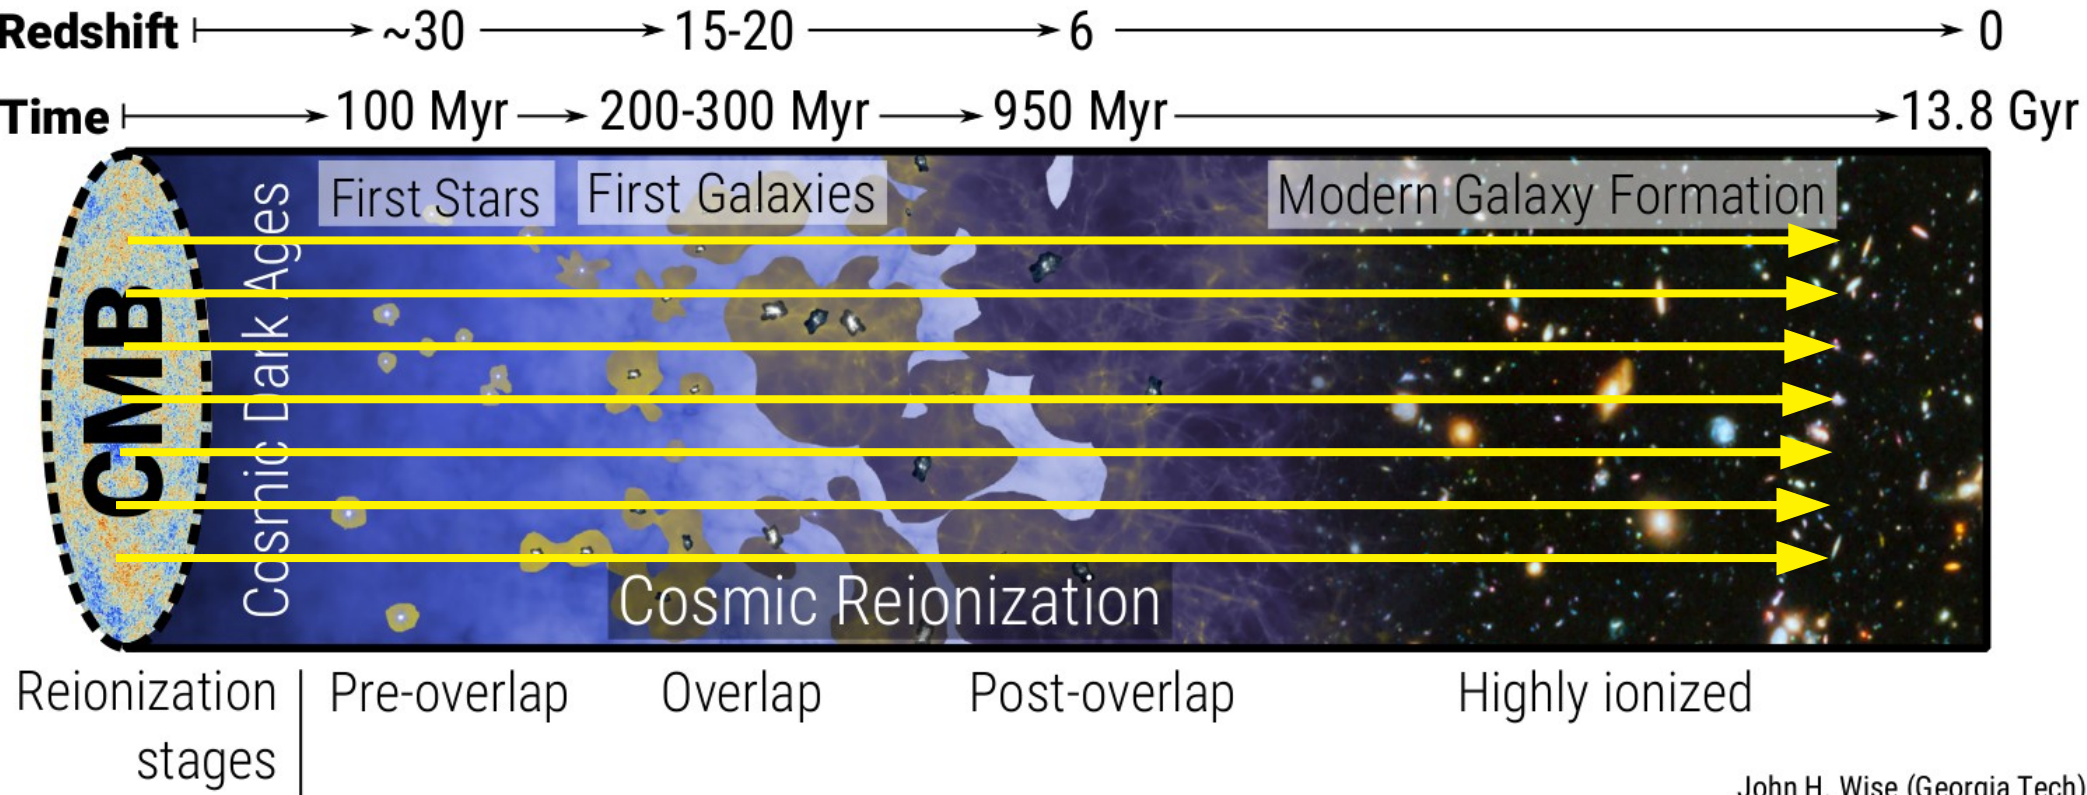 Redshift ~30 15-20 6 0
Time 100 Myr 200-300 Myr 950 Myr 13.8 Gyr
First Stars First Galaxies Modern Galaxy Formation
CMB
Cosmic Dark Ages
Cosmic Reionization
Reionization stages
Pre-overlap Overlap Post-overlap Highly ionized
John H. Wise (Georgia Tech)